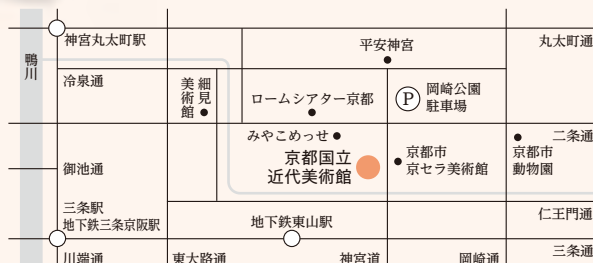 神宮丸太町駅
平安神宮
丸太町通
鴨川
冷泉通
細見
美術館
ロームシアター京都
P
岡崎公園
駐車場
みやこめっせ
二条通
京都国立
近代美術館
京都市
京セラ美術館
京都市
動物園
御池通
三条駅
地下鉄三条京阪駅
地下鉄東山駅
仁王門通
川端通
東大路通
神宮道
岡崎通
三条通